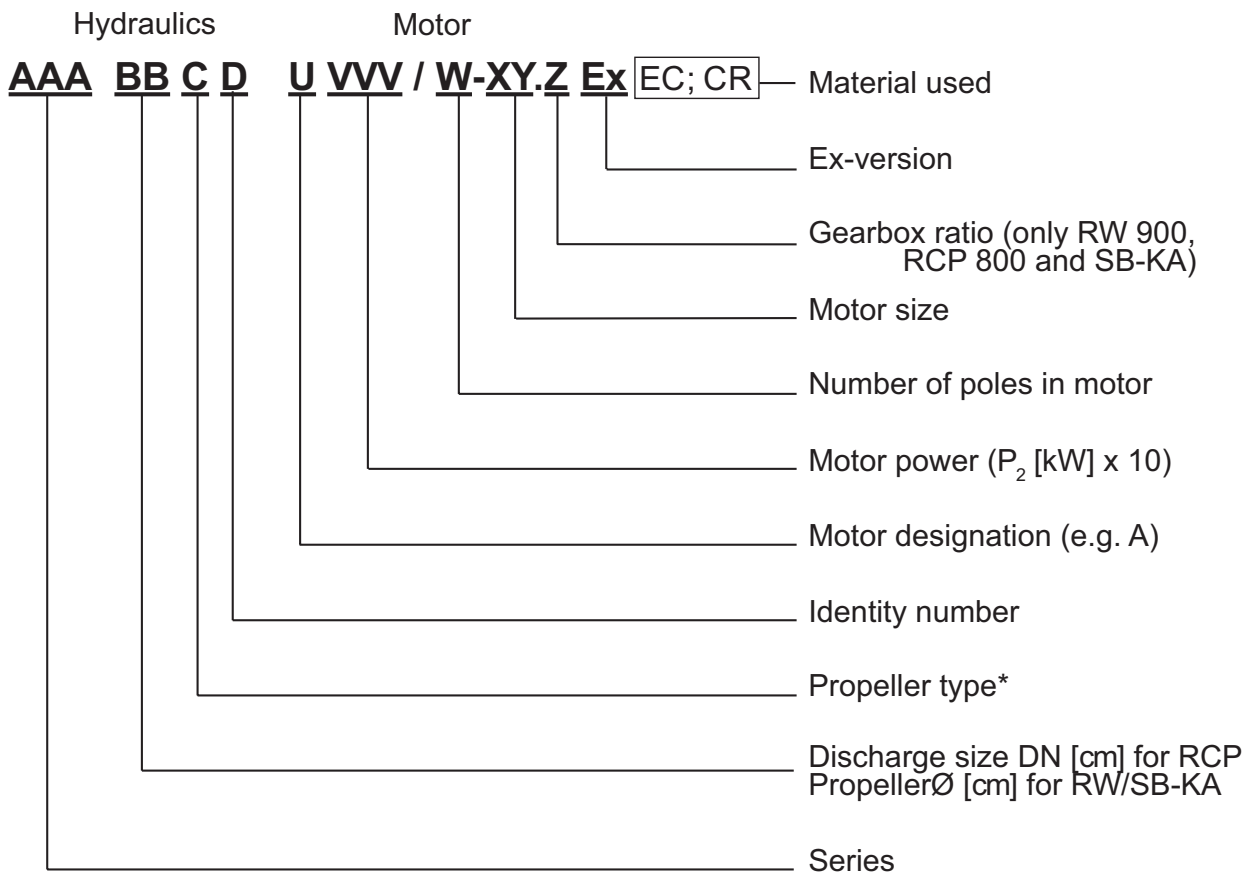 Hydraulics Motor
AAA BB C D U VVV / W-XY.Z Ex EC; CR Material used
Ex-version
Gearbox ratio (only RW 900,
RCP 800 and SB-KA)
Motor size
Number of poles in motor
Motor power (P2 [kW] x 10)
Motor designation (e.g. A)
Identity number
Propeller type*
Discharge size DN [cm] for RCP
PropellerØ [cm] for RW/SB-KA
Series